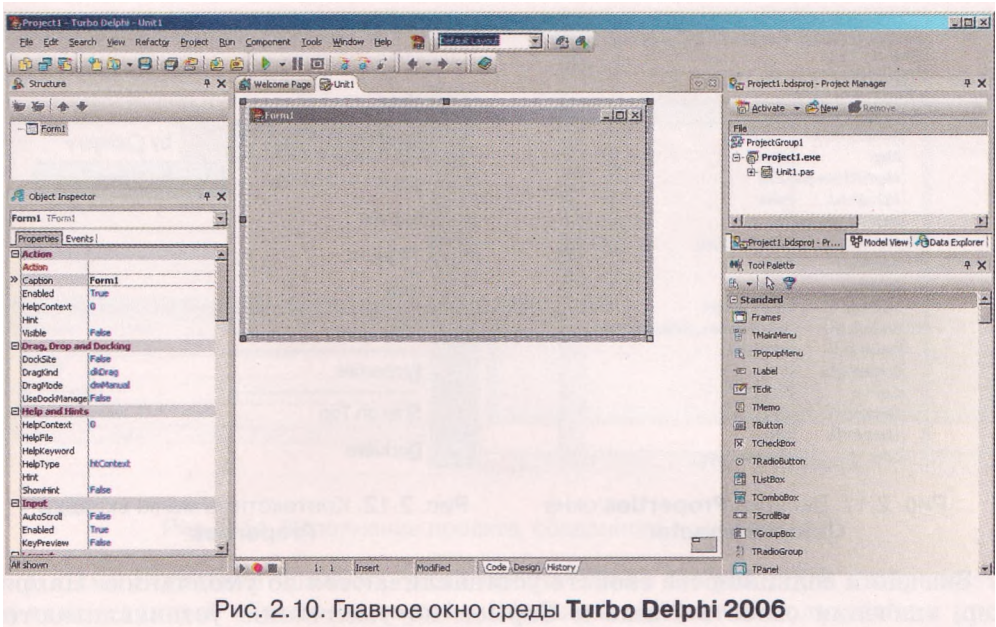 Project1 - Turbo Delphi - Unit1
File Edit Search View Refactor Project Run Component Tools Window Help
Default Layout
Structure
Form1
Object Inspector
Form1 TForm1
Properties Events
Action
Action
Caption Form1
Enabled True
HelpContext 0
Hint
Visible False
Drag, Drop and Docking
DockSite False
DragKind dkDrag
DragMode dmManual
UseDockManage False
Help and Hints
HelpContext 0
HelpFile
HelpKeyword
HelpType htContext
Hint
ShowHint False
Input
AutoScroll False
Enabled True
KeyPreview False
All shown
Welcome Page Unit1
Form1
1: 1 Insert Modified Code Design History
Project1.bdsproj - Project Manager
Activate New Remove
File
ProjectGroup1
Project1.exe
Unit1.pas
Project1.bdsproj - Pr... Model View Data Explorer
Tool Palette
Standard
Frames
TMainMenu
TPopupMenu
TLabel
TEdit
TMemo
TButton
TCheckBox
TRadioButton
TListBox
TComboBox
TScrollBar
TGroupBox
TRadioGroup
TPanel
Рис. 2.10. Главное окно среды Turbo Delphi 2006